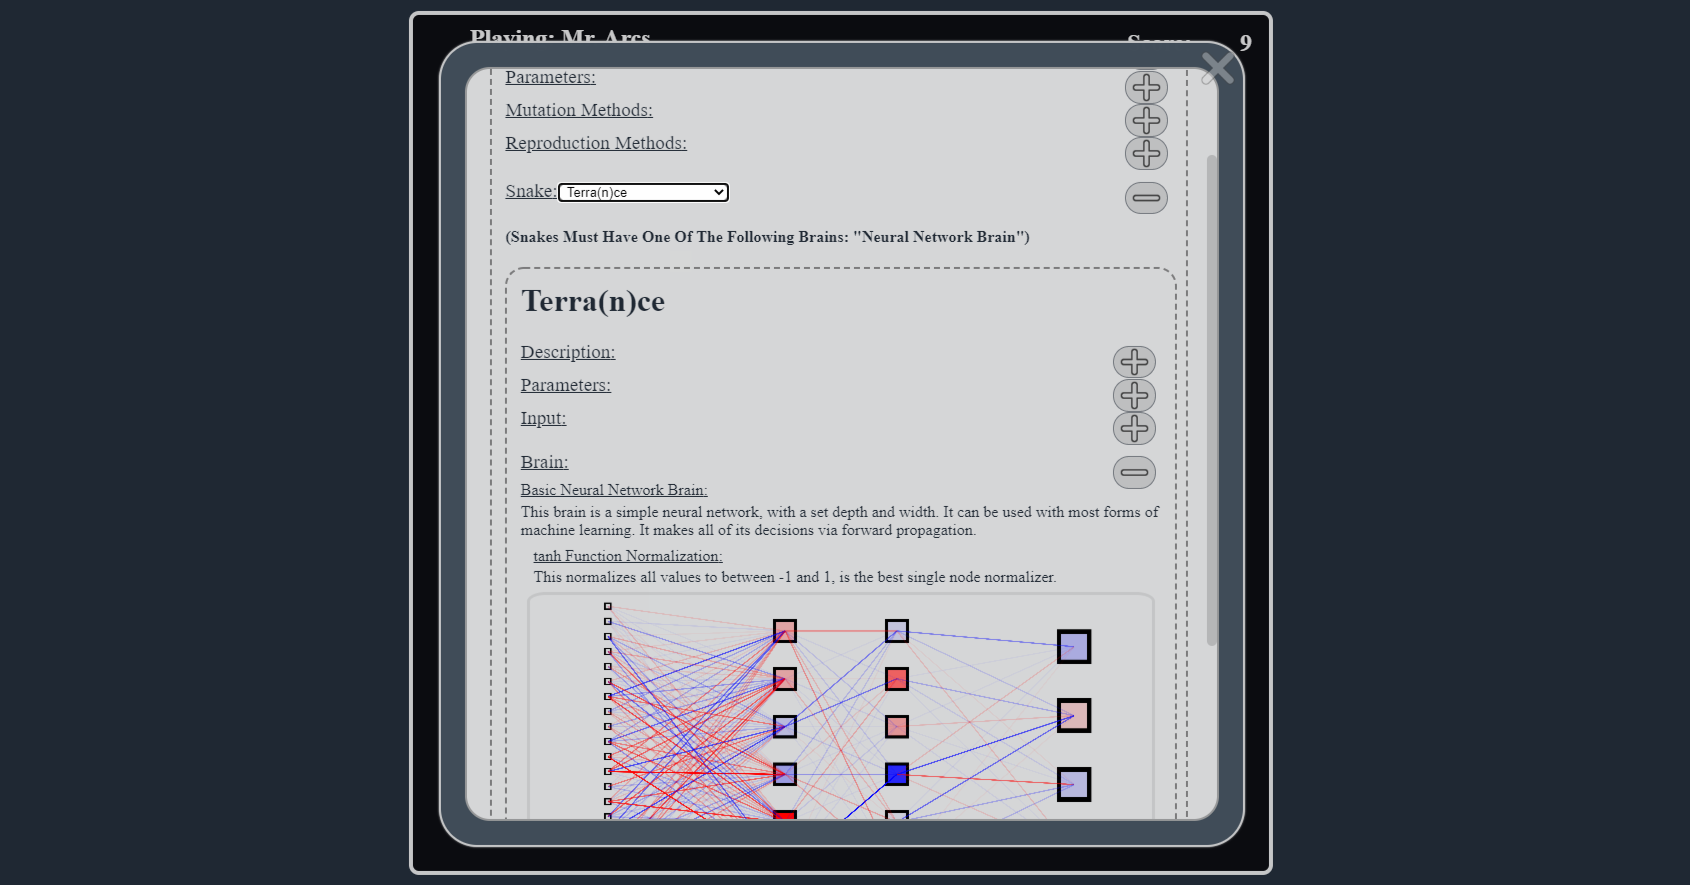 Playing: Mr. Arcs
Score: 9
Parameters:
Mutation Methods:
Reproduction Methods:
Snake: Terra(n)ce
(Snakes Must Have One Of The Following Brains: "Neural Network Brain")
Terra(n)ce
Description:
Parameters:
Input:
Brain:
Basic Neural Network Brain:
This brain is a simple neural network, with a set depth and width. It can be used with most forms of
machine learning. It makes all of its decisions via forward propagation.
tanh Function Normalization:
This normalizes all values to between -1 and 1, is the best single node normalizer.